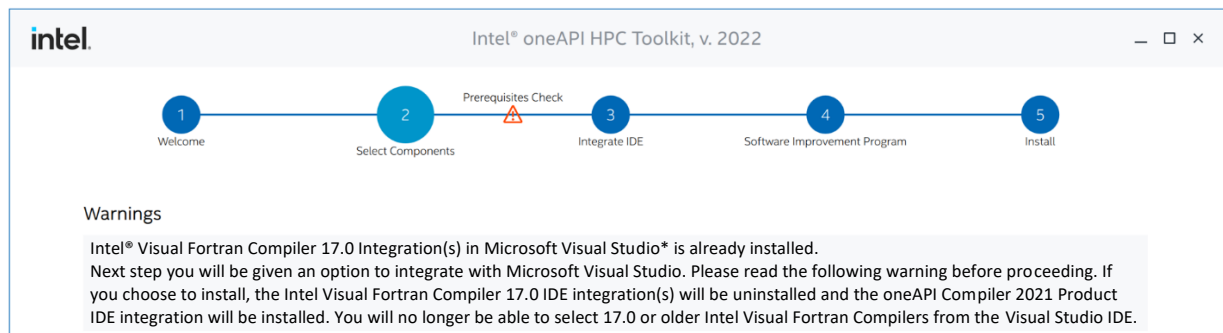 intel.
Intel® oneAPI HPC Toolkit, v. 2022
Prerequisites Check
1
2
3
4
5
Welcome
Select Components
Integrate IDE
Software Improvement Program
Install
Warnings
Intel® Visual Fortran Compiler 17.0 Integration(s) in Microsoft Visual Studio* is already installed.
Next step you will be given an option to integrate with Microsoft Visual Studio. Please read the following warning before proceeding. If
you choose to install, the Intel Visual Fortran Compiler 17.0 IDE integration(s) will be uninstalled and the oneAPI Compiler 2021 Product
IDE integration will be installed. You will no longer be able to select 17.0 or older Intel Visual Fortran Compilers from the Visual Studio IDE.